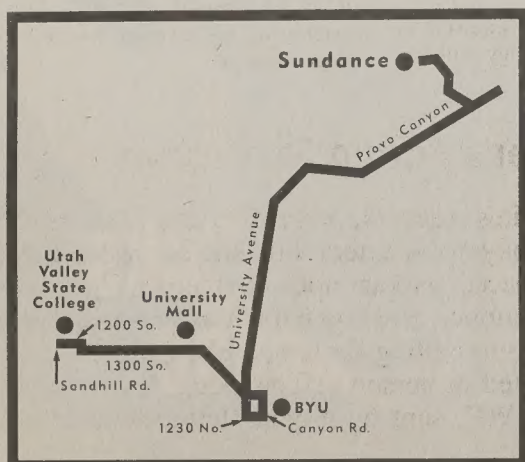 Sundance
Provo Canyon
University Avenue
Utah
Valley
State
College
University
Mall
1200 So.
1300 So.
Sandhill Rd.
BYU
1230 No.
Canyon Rd.